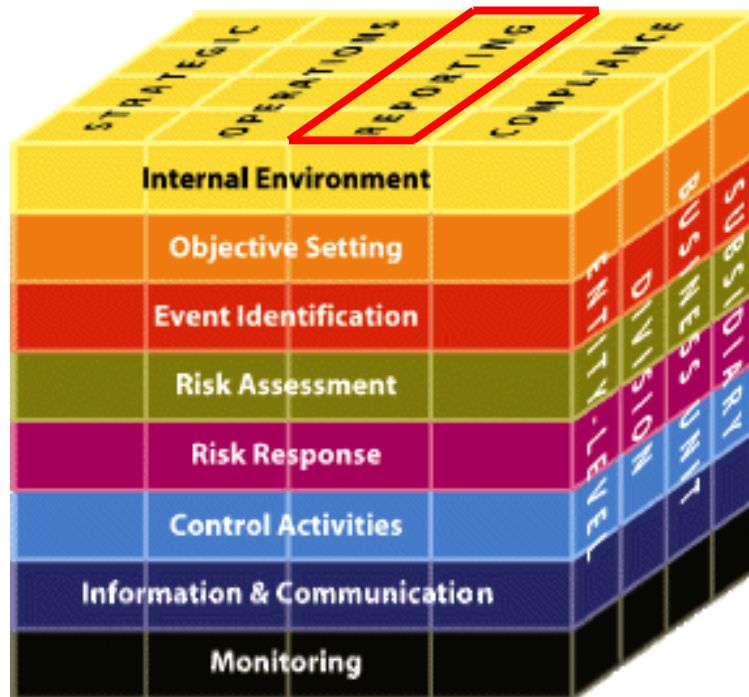 STRATEGIC
OPERATIONS
REPORTING
COMPLIANCE
Internal Environment
Objective Setting
Event Identification
Risk Assessment
Risk Response
Control Activities
Information & Communication
Monitoring
ENTITY-LEVEL
DIVISION
BUSINESS UNIT
SUBSIDIARY